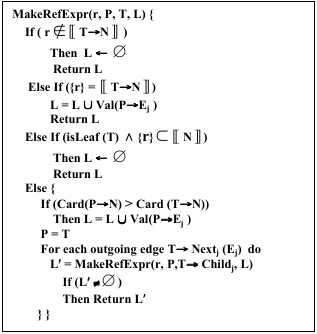 MakeRefExpr(r, P, T, L) {
If ( r ∉ ⟦ T→N ⟧ )
Then L ← ∅
Return L
Else If ({r} = ⟦ T→N ⟧)
L = L ∪ Val(P→Eⱼ )
Return L
Else If (isLeaf (T) ∧ {r} ⊂ ⟦ N ⟧)
Then L ← ∅
Return L
Else {
If (Card(P→N) > Card (T→N))
Then L = L ∪ Val(P→Eⱼ )
P = T
For each outgoing edge T→ Nextⱼ (Eⱼ) do
L′ = MakeRefExpr(r, P,T→ Childⱼ, L)
If (L′ ≠ ∅ )
Then Return L′
} }